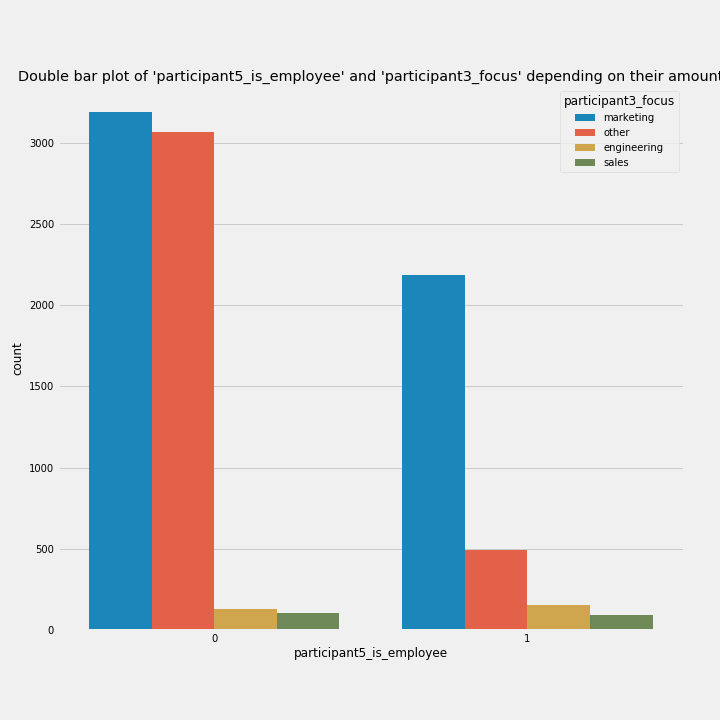 Double bar plot of 'participant5_is_employee' and 'participant3_focus' depending on their amount
participant3_focus
marketing
other
engineering
sales
3000
2500
2000
1500
1000
500
0
count
0 1
participant5_is_employee